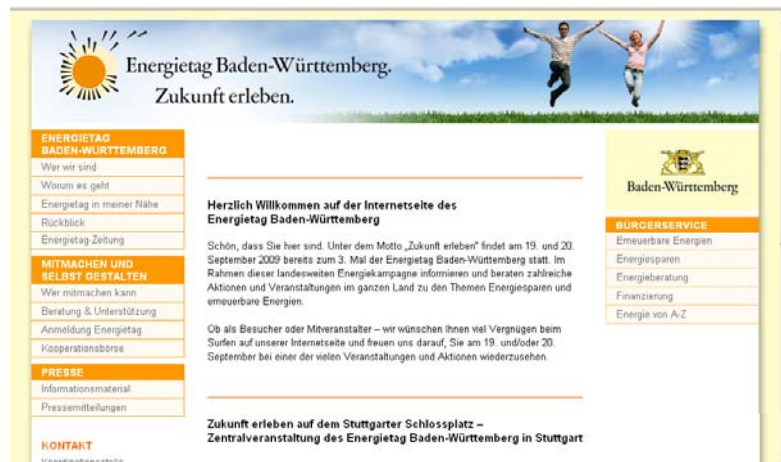 Energietag Baden-Württemberg.
Zukunft erleben.
ENERGIETAG
BADEN-WÜRTTEMBERG
Wer wir sind
Worum es geht
Energietag in meiner Nähe
Rückblick
Energietag-Zeitung
MITMACHEN UND
SELBST GESTALTEN
Wer mitmachen kann
Beratung & Unterstützung
Anmeldung Energietag
Kooperationsbörse
PRESSE
Informationsmaterial
Pressemitteilungen
KONTAKT
Koordinationsstelle
Herzlich Willkommen auf der Internetseite des
Energietag Baden-Württemberg
Schön, dass Sie hier sind. Unter dem Motto „Zukunft erleben" findet am 19. und 20.
September 2009 bereits zum 3. Mal der Energietag Baden-Württemberg statt. Im
Rahmen dieser landesweiten Energiekampagne informieren und beraten zahlreiche
Aktionen und Veranstaltungen im ganzen Land zu den Themen Energiesparen und
erneuerbare Energien.
Ob als Besucher oder Mitveranstalter – wir wünschen Ihnen viel Vergnügen beim
Surfen auf unserer Internetseite und freuen uns darauf, Sie am 19. und/oder 20.
September bei einer der vielen Veranstaltungen und Aktionen wiederzusehen.
Zukunft erleben auf dem Stuttgarter Schlossplatz –
Zentralveranstaltung des Energietag Baden-Württemberg in Stuttgart
Baden-Württemberg
BÜRGERSERVICE
Erneuerbare Energien
Energiesparen
Energieberatung
Finanzierung
Energie von A-Z